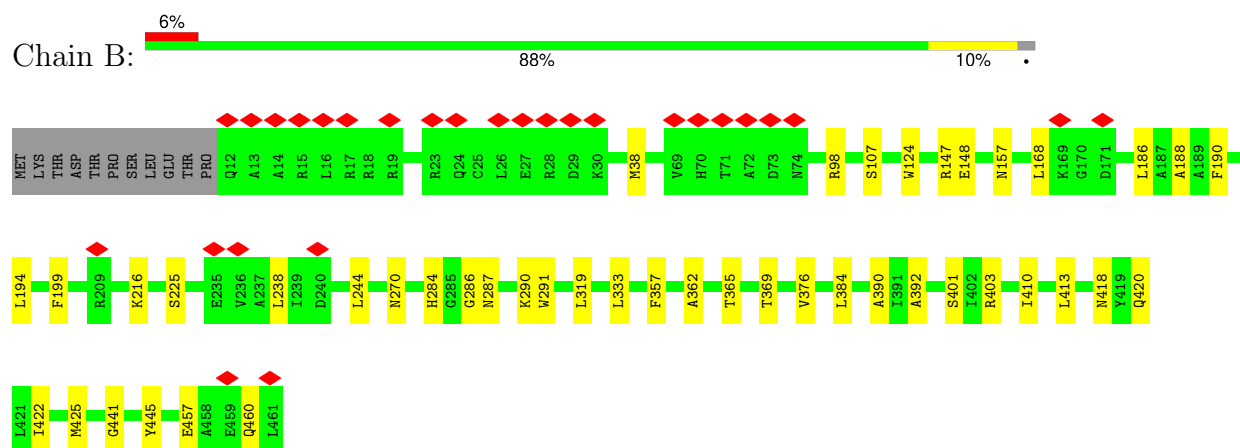 6%
Chain B:
88% 10% •
MET LYS THR ASP THR PRO SER LEU GLU THR PRO Q12 A13 A14 R15 L16 R17 R18 R19 R23 Q24 C25 L26 E27 R28 D29 K30 M38 V69 H70 T71 A72 D73 N74 R98 S107 W124 R147 E148 N157 L168 K169 G170 D171 L186 A187 A188 A189 F190
L194 F199 R209 K216 S225 E235 V236 A237 L238 I239 D240 L244 N270 H284 G285 G286 N287 K290 W291 L319 L333 F357 A362 T365 T369 V376 L384 A390 I391 A392 S401 I402 R403 I410 L413 N418 Y419 Q420
L421 I422 M425 G441 Y445 E457 A458 E459 Q460 L461